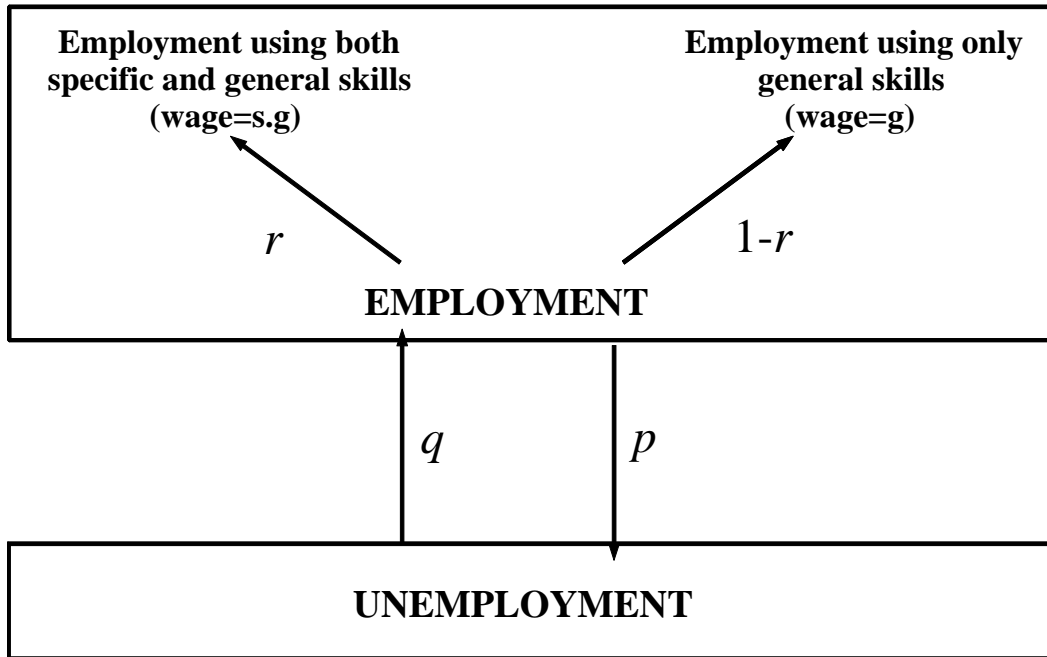 Employment using both
specific and general skills
(wage=s.g)
Employment using only
general skills
(wage=g)
r
1-r
EMPLOYMENT
q
p
UNEMPLOYMENT